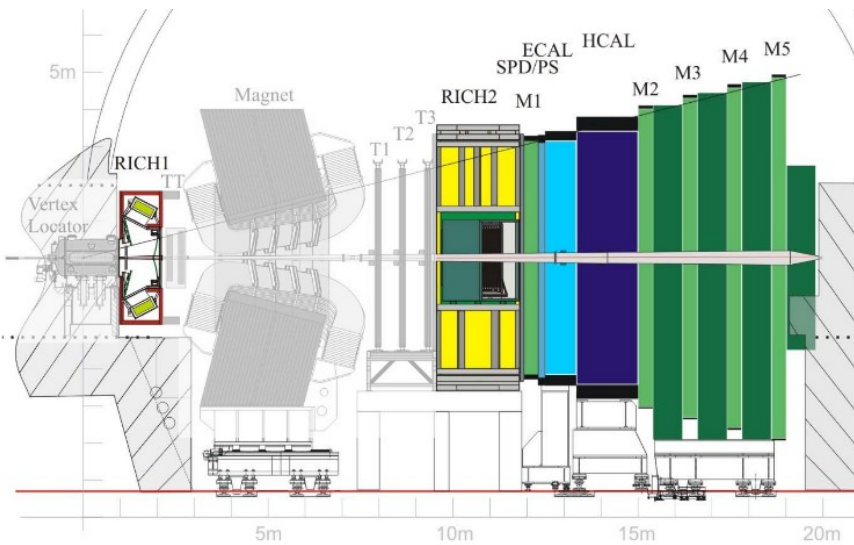 5m
Magnet
RICH1
TT
Vertex
Locator
T1
T2
T3
RICH2
SPD/PS
M1
ECAL
HCAL
M2
M3
M4
M5
5m
10m
15m
20m